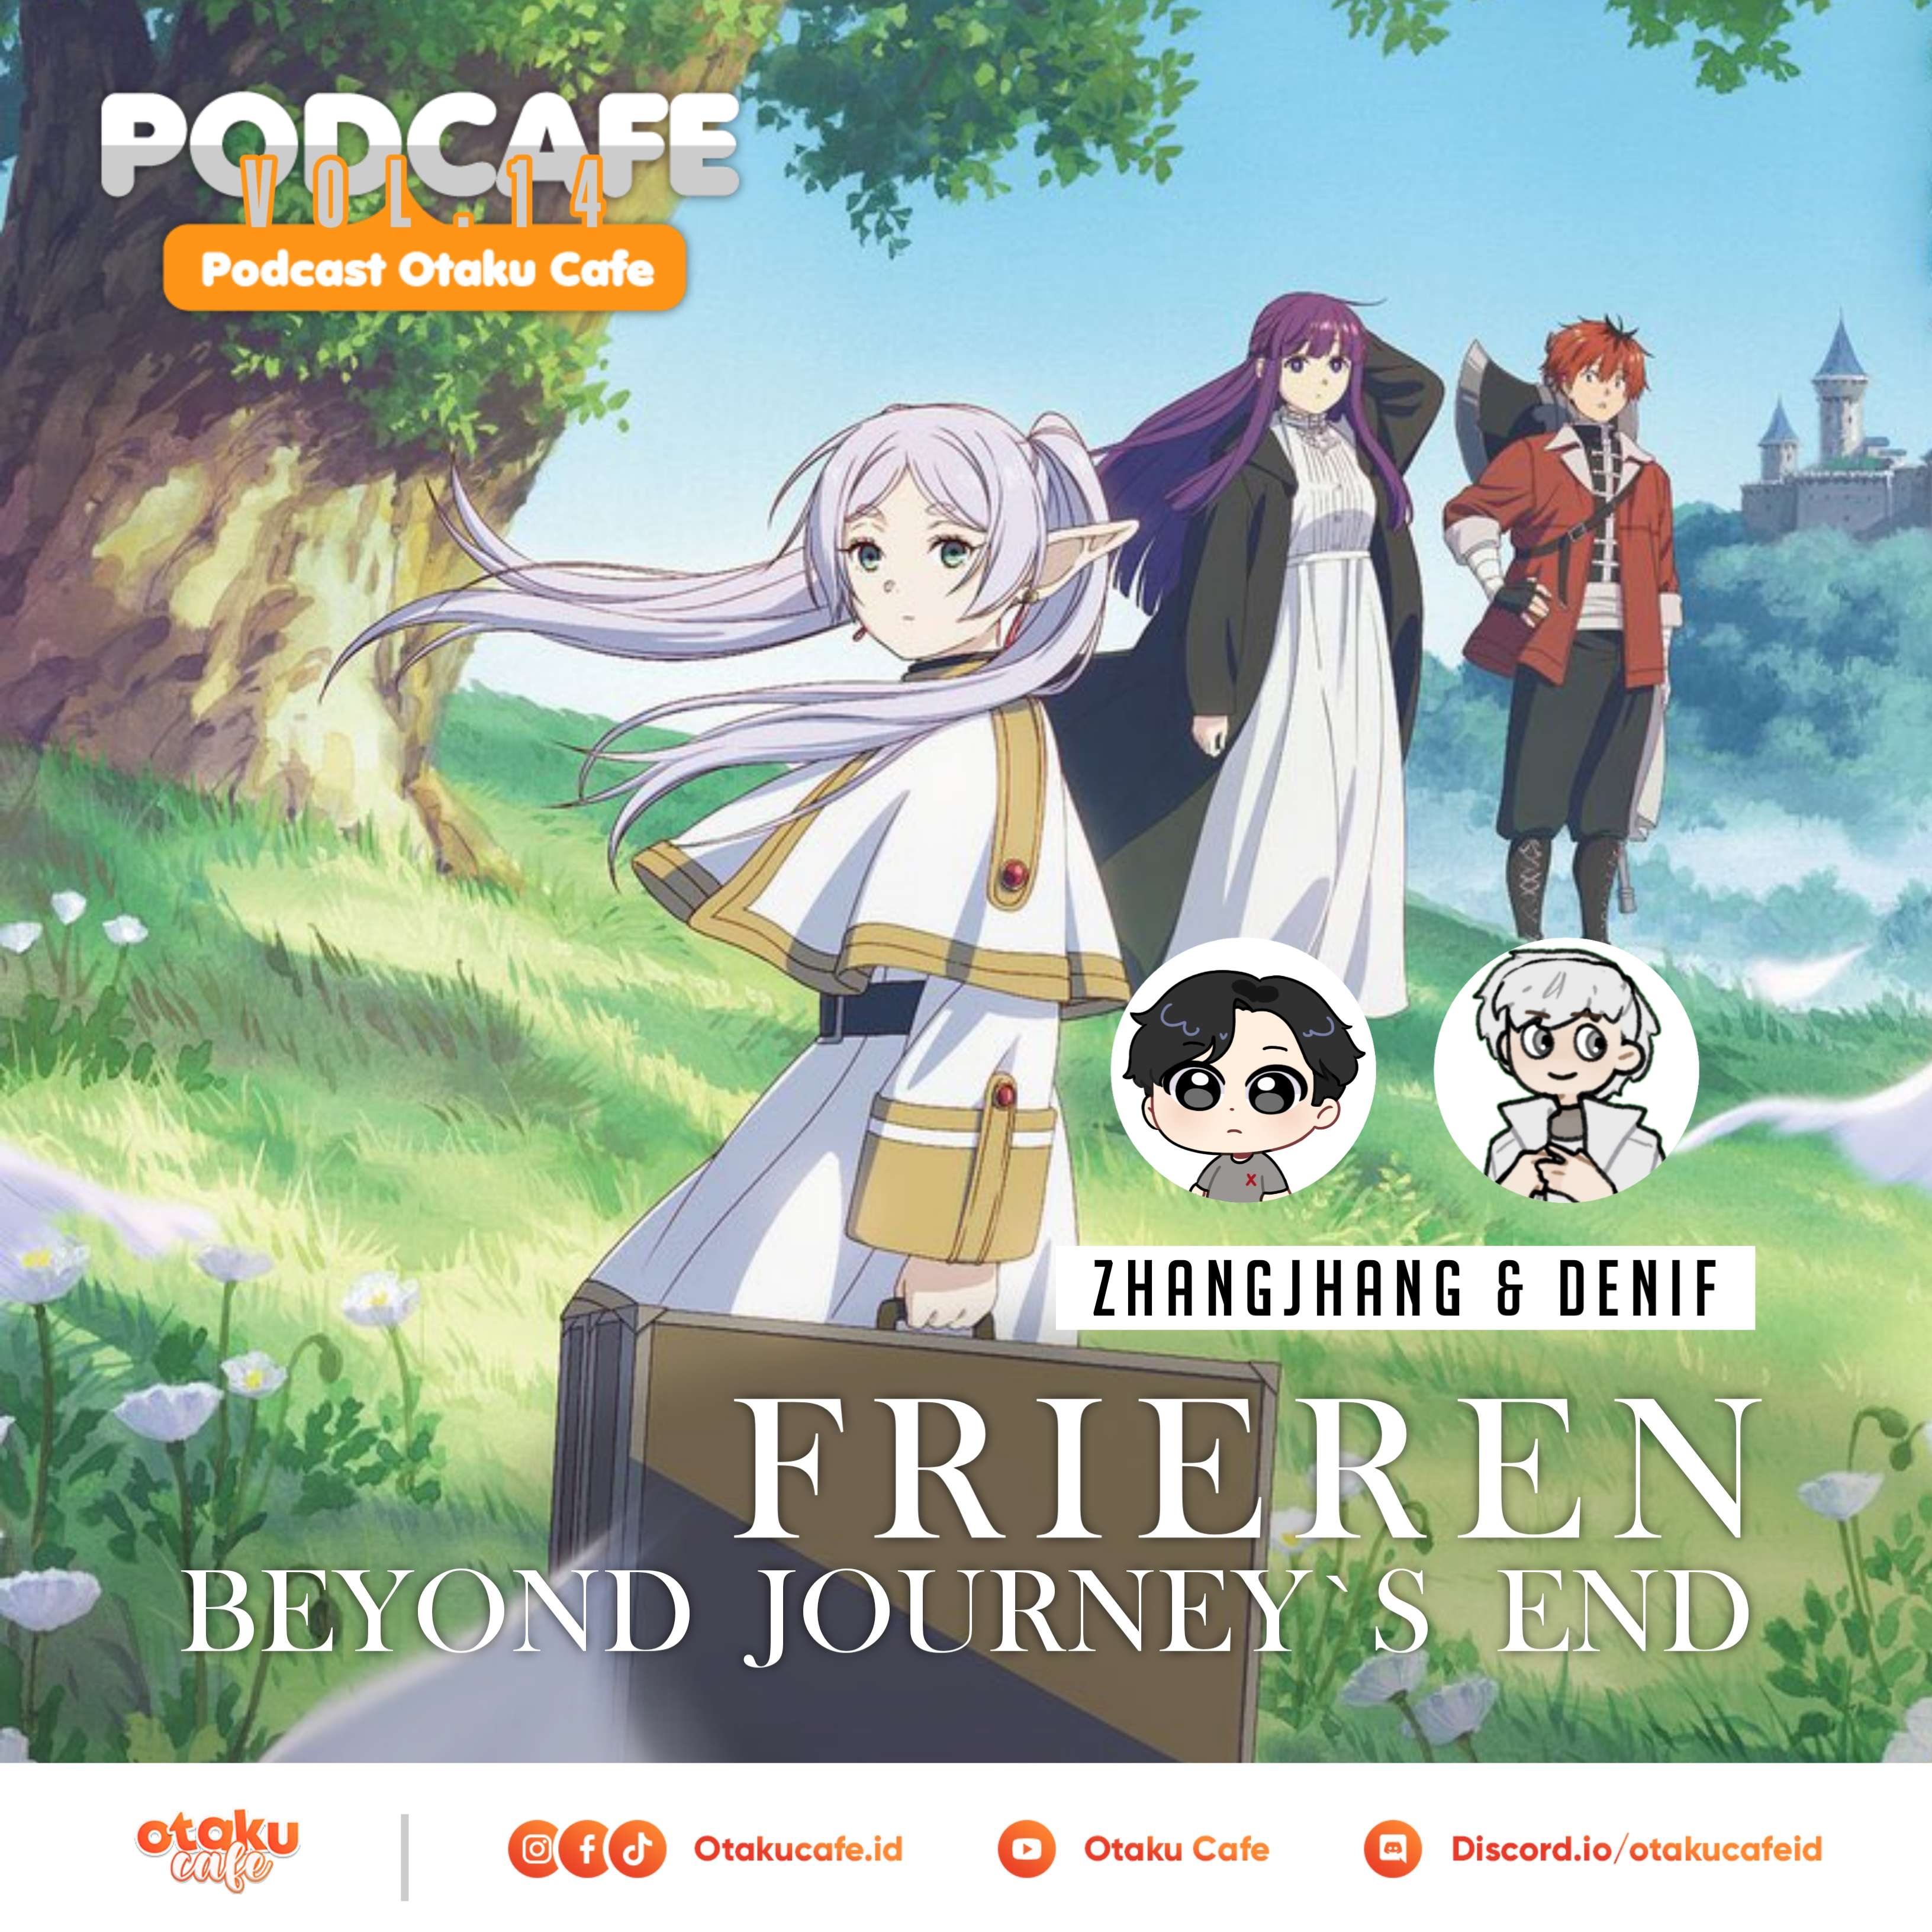 PODCAFE
VOL.14
Podcast Otaku Cafe
X
ZHANGJHANG & DENIF
FRIEREN
BEYOND JOURNEY`S END
otaku
cafe
Otakucafe.id
Otaku Cafe
Discord.io/otakucafeid